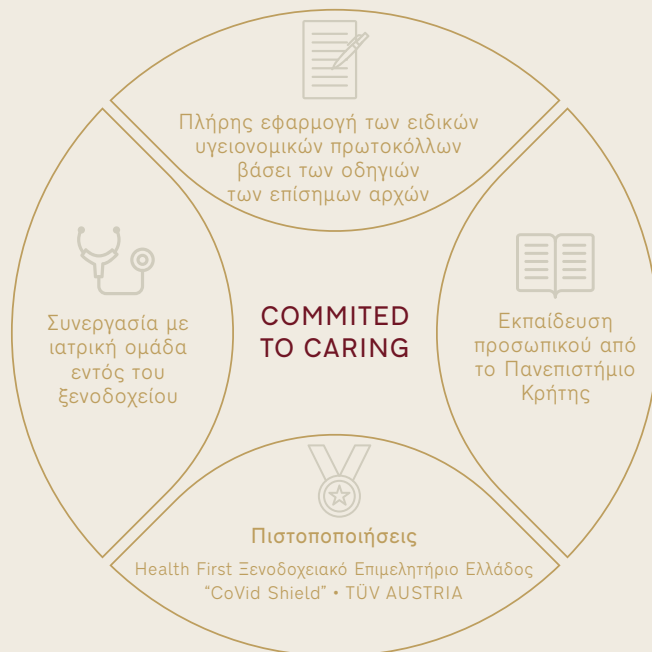 Πλήρης εφαρμογή των ειδικών
υγειονομικών πρωτοκόλλων
βάσει των οδηγιών
των επίσημων αρχών
Συνεργασία με
ιατρική ομάδα
εντός του
ξενοδοχείου
COMMITED
TO CARING
Εκπαίδευση
προσωπικού από
το Πανεπιστήμιο
Κρήτης
Πιστοποποιήσεις
Health First Ξενοδοχειακό Επιμελητήριο Ελλάδος
“CoVid Shield” • TÜV AUSTRIA